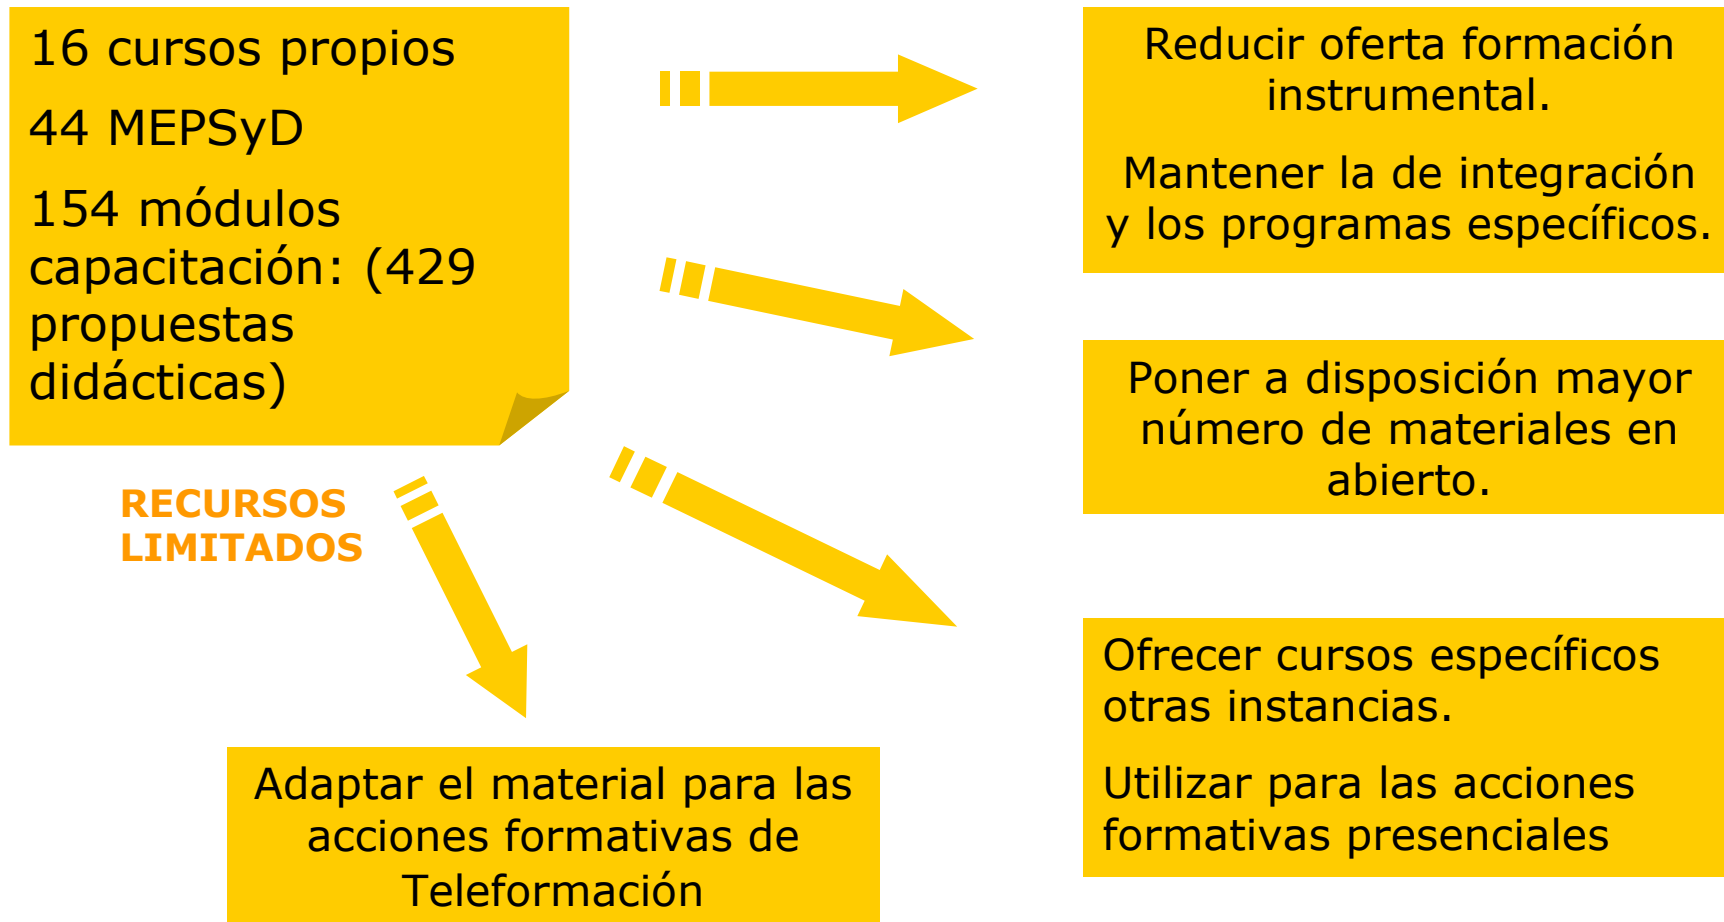 16 cursos propios
44 MEPSyD
154 módulos
capacitación: (429
propuestas
didácticas)
RECURSOS
LIMITADOS
Reducir oferta formación
instrumental.
Mantener la de integración
y los programas específicos.
Poner a disposición mayor
número de materiales en
abierto.
Ofrecer cursos específicos
otras instancias.
Utilizar para las acciones
formativas presenciales
Adaptar el material para las
acciones formativas de
Teleformación